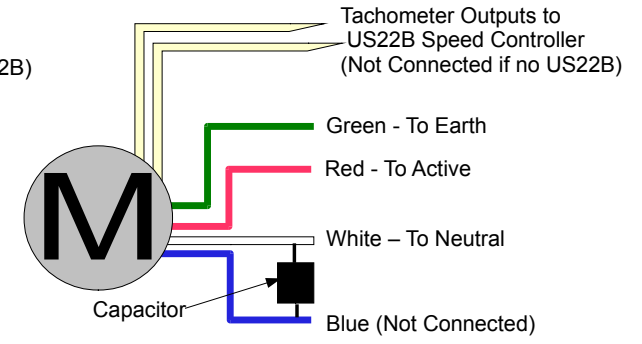 Tachometer Outputs to
US22B Speed Controller
(Not Connected if no US22B)
2B)
Green - To Earth
Red - To Active
M
White – To Neutral
Capacitor
Blue (Not Connected)